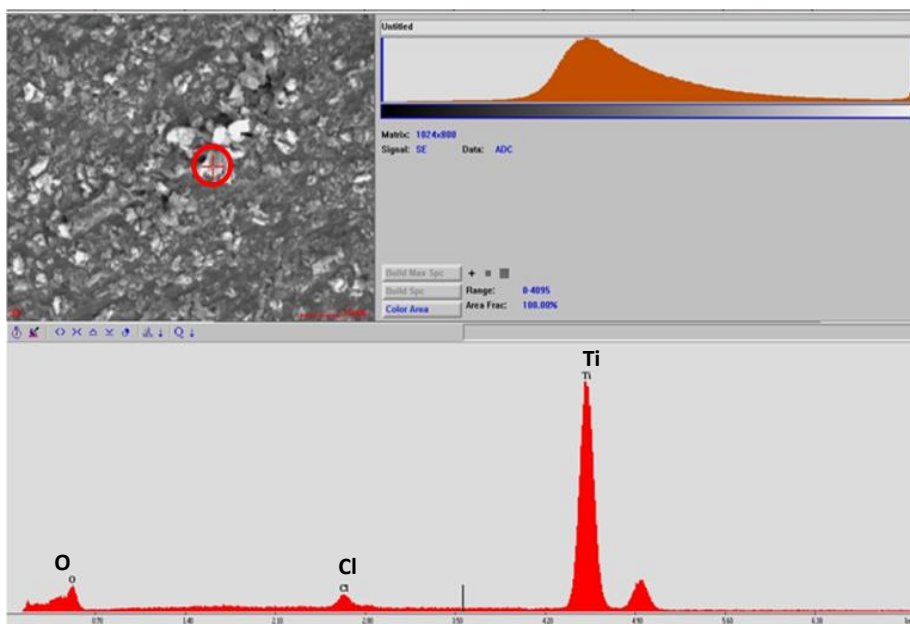 Untitled
Matrix: 1024x800
Signal: SE Data: ADC
Build Max Spc
Build Spc Range: 0-4095
Color Area Area Frac: 100.00%
Q
Ti
Ti
O
O
Cl
Cl
0.70 1.40 2.10 2.80 3.50 4.20 4.90 5.60 6.30